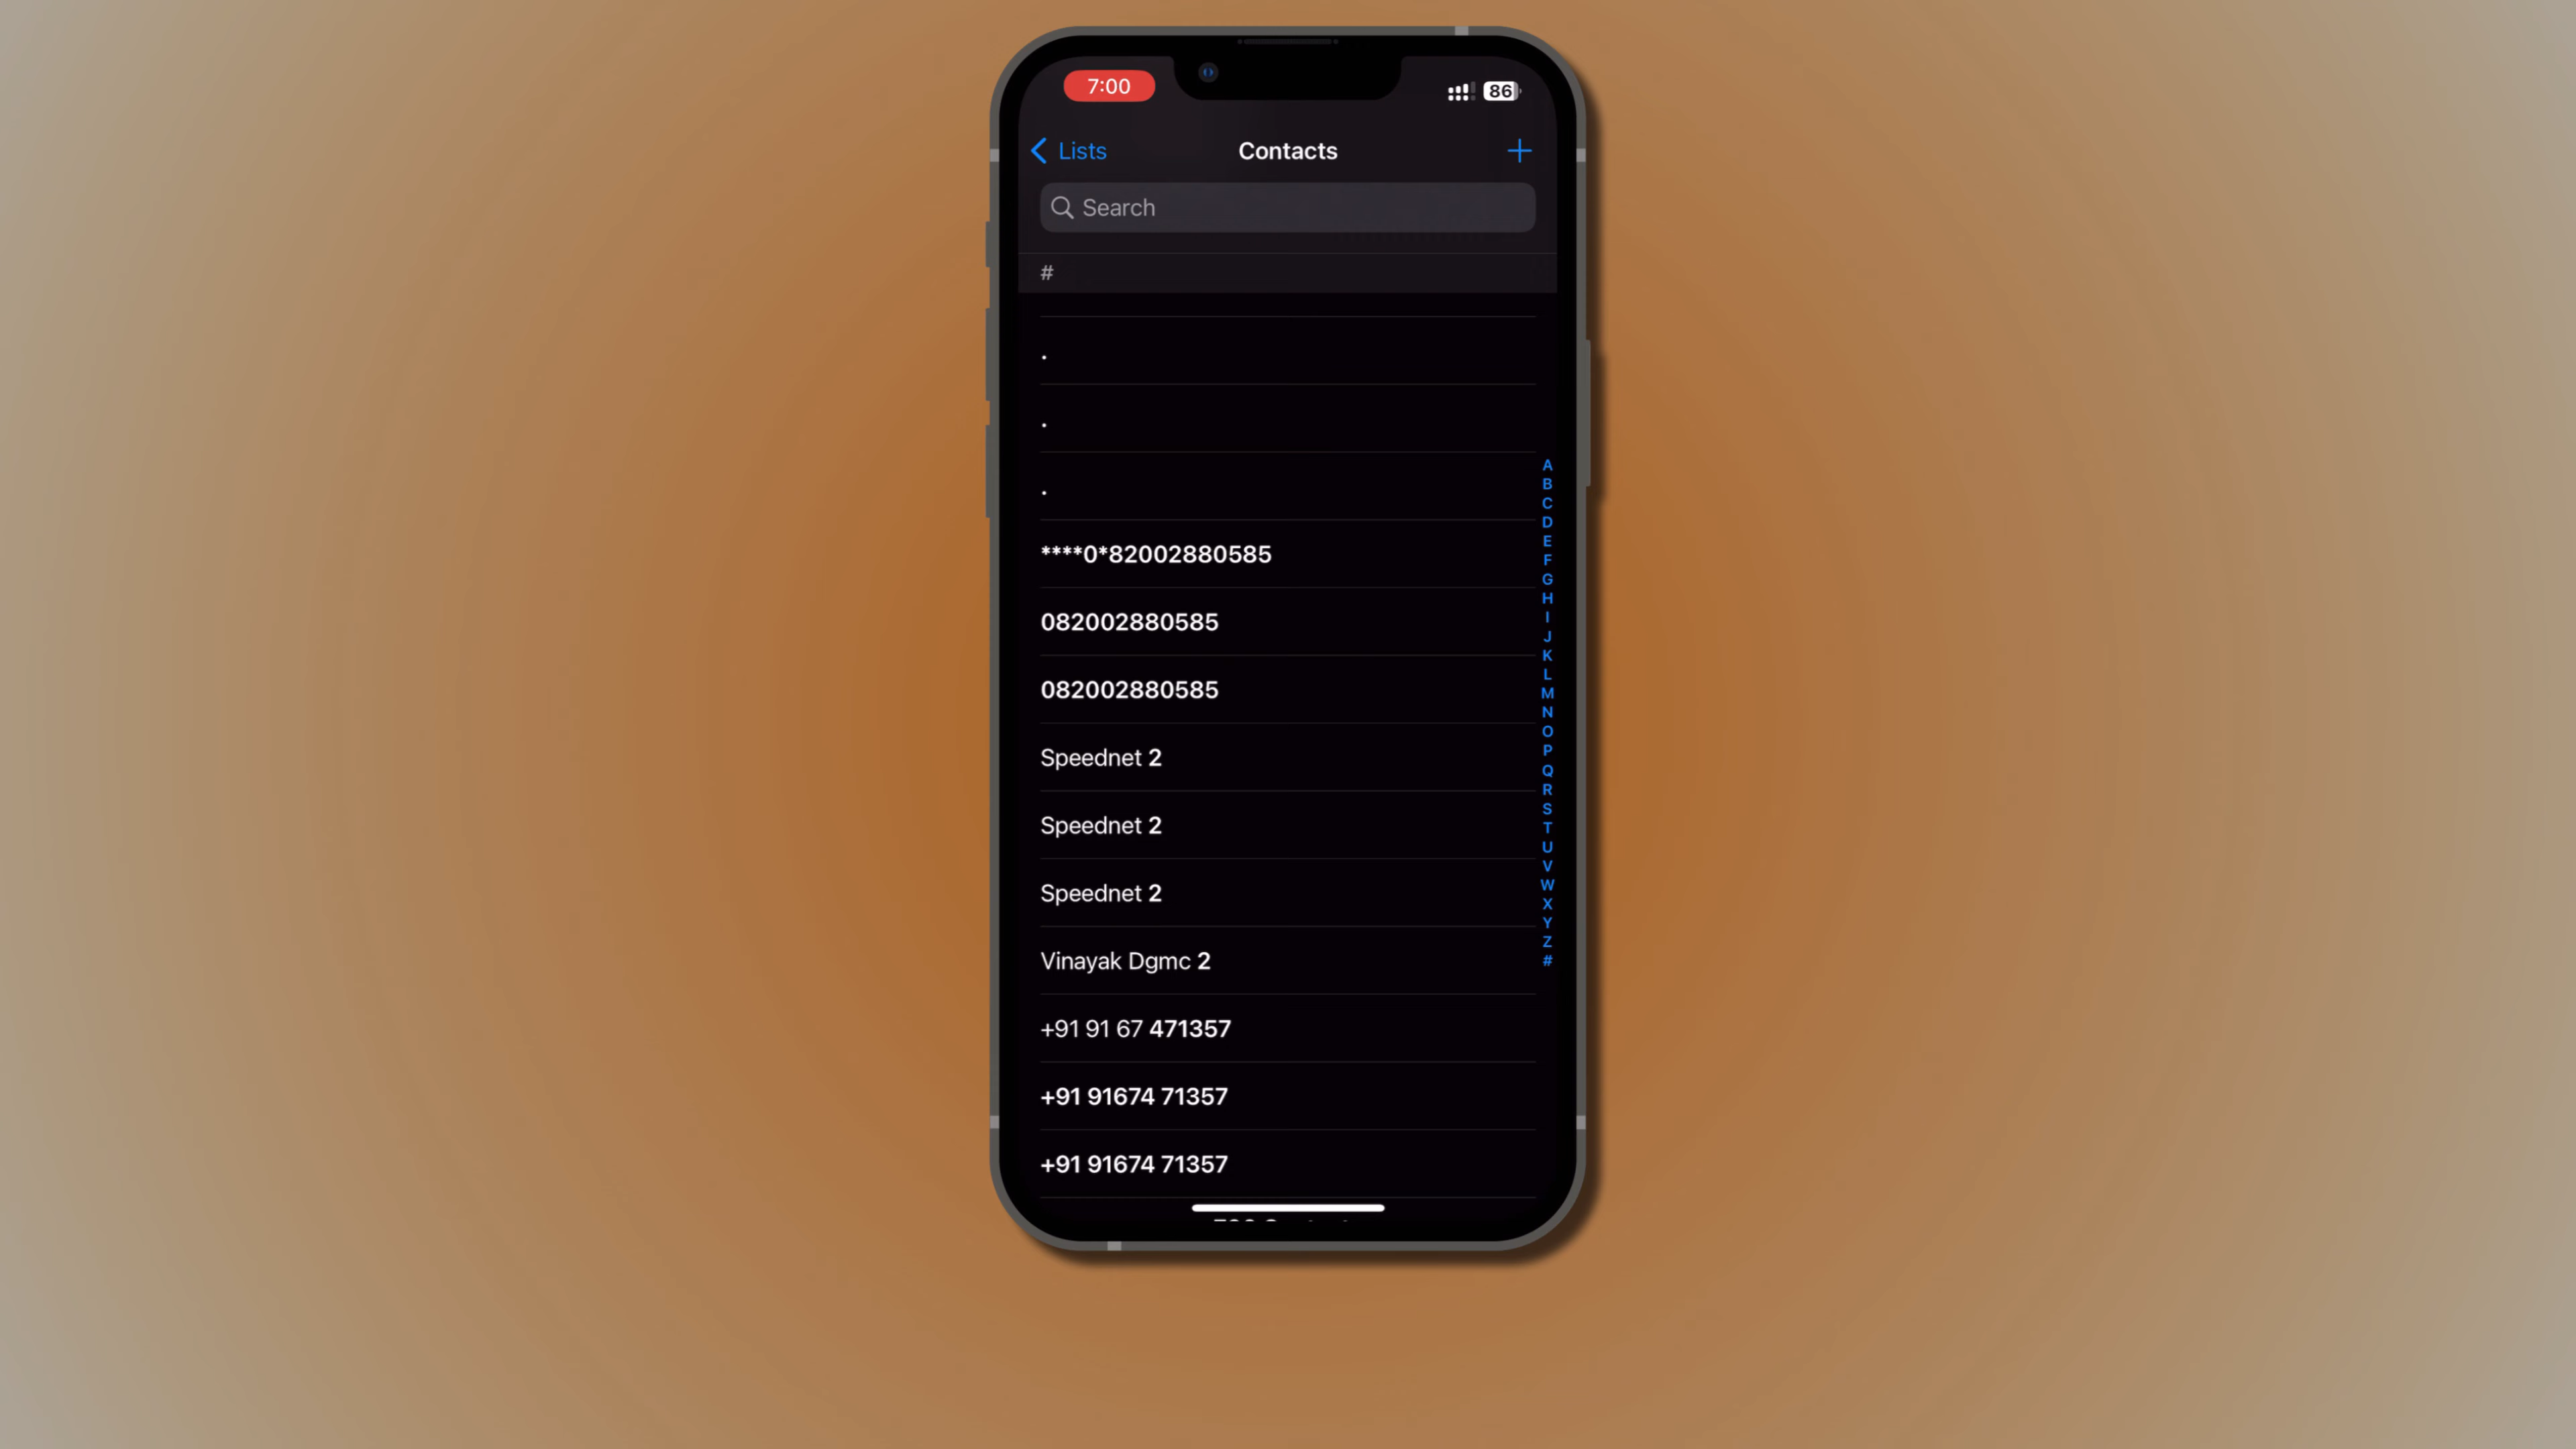 7:00
86
Lists
Contacts
Search
#
.
.
.
****0*82002880585
082002880585
082002880585
Speednet 2
Speednet 2
Speednet 2
Vinayak Dgmc 2
+91 91 67 471357
+91 91674 71357
+91 91674 71357
A
B
C
D
E
F
G
H
I
J
K
L
M
N
O
P
Q
R
S
T
U
V
W
X
Y
Z
#